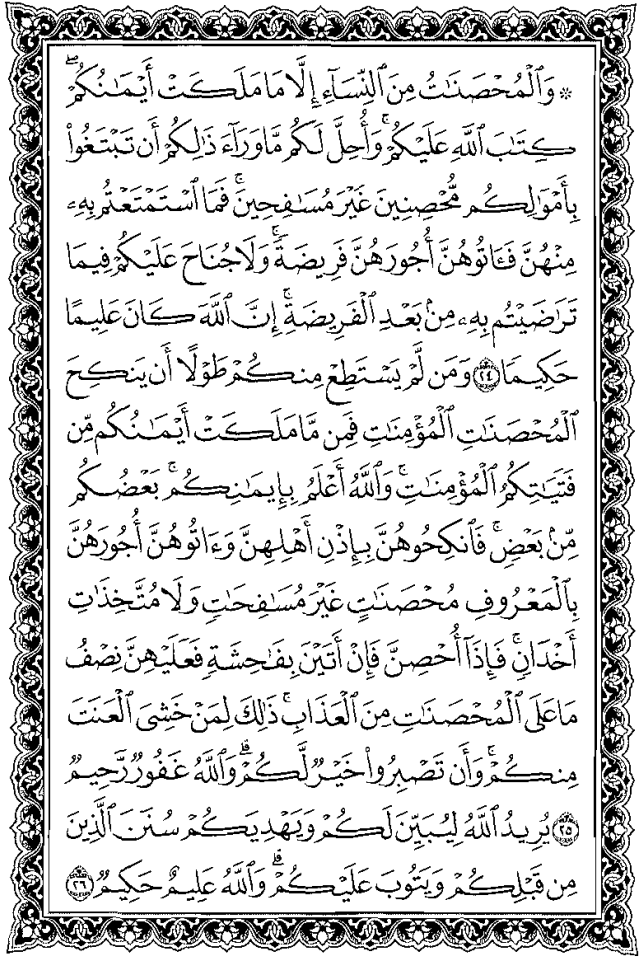 * وَٱلْمُحْصَنَـٰتُ مِنَ ٱلنِّسَآءِ إِلَّا مَا مَلَكَتْ أَيْمَـٰنُكُمْ ۖ
كِتَـٰبَ ٱللَّهِ عَلَيْكُمْ ۚ وَأُحِلَّ لَكُم مَّا وَرَآءَ ذَٰلِكُمْ أَن تَبْتَغُوا۟
بِأَمْوَٰلِكُم مُّحْصِنِينَ غَيْرَ مُسَـٰفِحِينَ ۚ فَمَا ٱسْتَمْتَعْتُم بِهِۦ
مِنْهُنَّ فَـَٔاتُوهُنَّ أُجُورَهُنَّ فَرِيضَةً ۚ وَلَا جُنَاحَ عَلَيْكُمْ فِيمَا
تَرَٰضَيْتُم بِهِۦ مِنۢ بَعْدِ ٱلْفَرِيضَةِ ۚ إِنَّ ٱللَّهَ كَانَ عَلِيمًا
حَكِيمًا ٢٤ وَمَن لَّمْ يَسْتَطِعْ مِنكُمْ طَوْلًا أَن يَنكِحَ
ٱلْمُحْصَنَـٰتِ ٱلْمُؤْمِنَـٰتِ فَمِن مَّا مَلَكَتْ أَيْمَـٰنُكُم مِّن
فَتَيَـٰتِكُمُ ٱلْمُؤْمِنَـٰتِ ۚ وَٱللَّهُ أَعْلَمُ بِإِيمَـٰنِكُم ۚ بَعْضُكُم
مِّنۢ بَعْضٍ ۚ فَٱنكِحُوهُنَّ بِإِذْنِ أَهْلِهِنَّ وَءَاتُوهُنَّ أُجُورَهُنَّ
بِٱلْمَعْرُوفِ مُحْصَنَـٰتٍ غَيْرَ مُسَـٰفِحَـٰتٍ وَلَا مُتَّخِذَٰتِ
أَخْدَانٍ ۚ فَإِذَآ أُحْصِنَّ فَإِنْ أَتَيْنَ بِفَـٰحِشَةٍ فَعَلَيْهِنَّ نِصْفُ
مَا عَلَى ٱلْمُحْصَنَـٰتِ مِنَ ٱلْعَذَابِ ۚ ذَٰلِكَ لِمَنْ خَشِىَ ٱلْعَنَتَ
مِنكُمْ ۚ وَأَن تَصْبِرُوا۟ خَيْرٌ لَّكُمْ ۗ وَٱللَّهُ غَفُورٌ رَّحِيمٌ
٢٥ يُرِيدُ ٱللَّهُ لِيُبَيِّنَ لَكُمْ وَيَهْدِيَكُمْ سُنَنَ ٱلَّذِينَ
مِن قَبْلِكُمْ وَيَتُوبَ عَلَيْكُمْ ۗ وَٱللَّهُ عَلِيمٌ حَكِيمٌ ٢٦